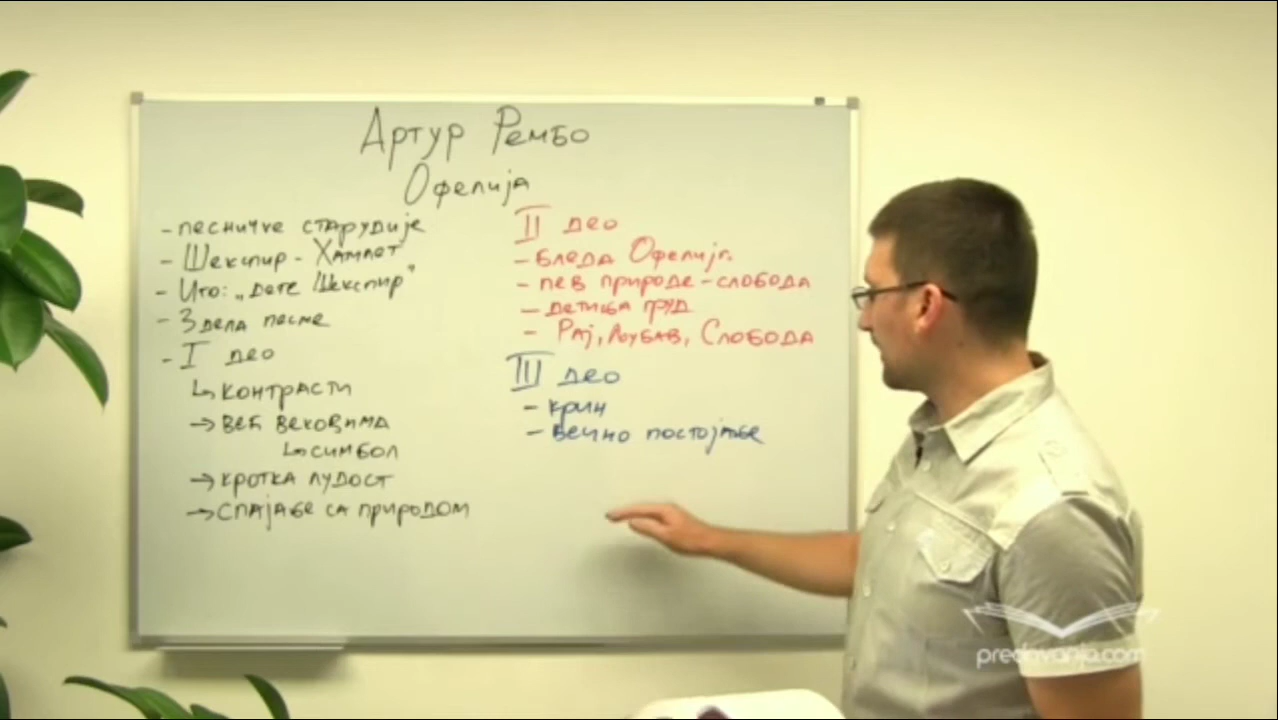 Артур Рембо
Офелија
- песничке старудије
- Шекспир - Хамлет
- Иго: „дете Шекспир"
- 3 дела песме
- I део
↳ контрасти
→ већ вековима
↳ симбол
→ кротка лудост
→ спајање са природом
II део
- бледа Офелија
- пев природе - слобода
- детиња груд
- Рај, Љубав, Слобода
III део
- крин
- вечно постојање
predavanja.com